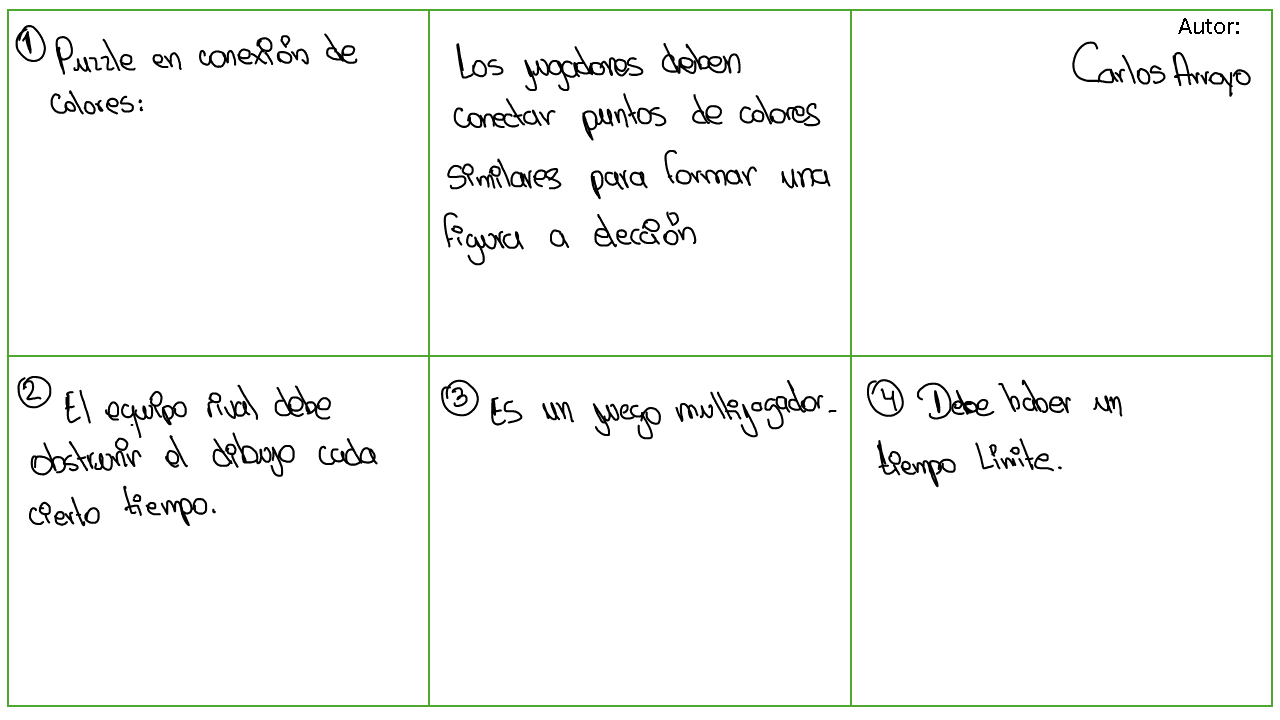 ① Puzzle en conexión de
colores:
Los jugadores deben
conectar puntos de colores
similares para formar una
figura a elección
Autor:
Carlos Arroyo
② El equipo rival debe
obstruir el dibujo cada
cierto tiempo.
③ Es un juego multijogador.
④ Debe haber un
tiempo Limite.